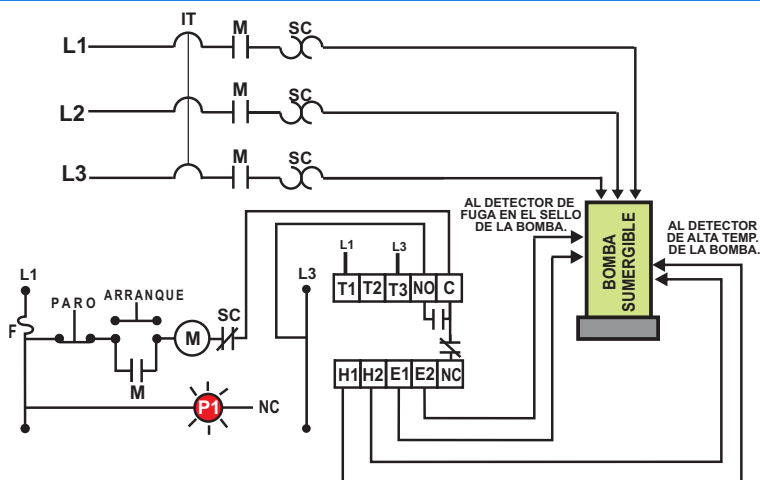 IT
L1
M
SC
L2
M
SC
L3
M
SC
AL DETECTOR DE
FUGA EN EL SELLO
DE LA BOMBA.
BOMBA
SUMERGIBLE
AL DETECTOR
DE ALTA TEMP.
DE LA BOMBA.
L1
F
PARO
ARRANQUE
M
M
SC
P1
NC
L3
L1
L3
T1 T2 T3 NO C
H1 H2 E1 E2 NC